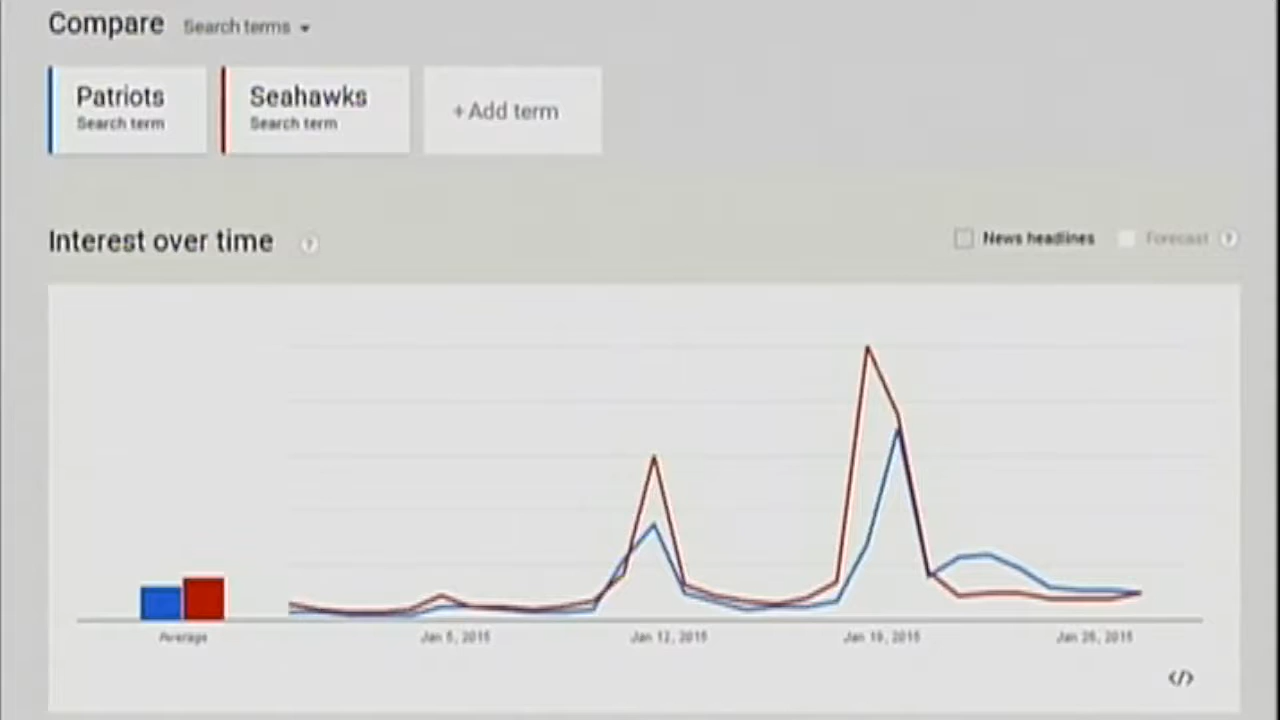 Compare Search terms
Patriots
Search term
Seahawks
Search term
+Add term
Interest over time ?
News headlines
Forecast ?
Average
Jan 5, 2015
Jan 12, 2015
Jan 19, 2015
Jan 26, 2015
</>